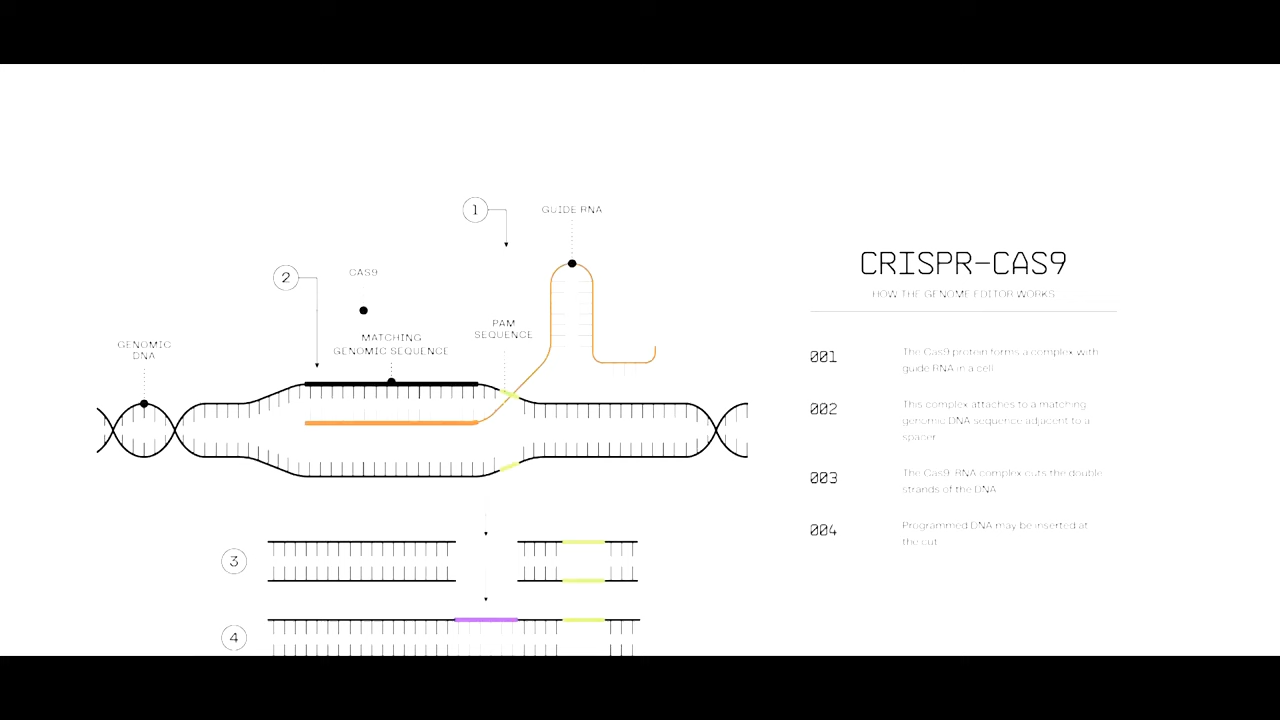 1
GUIDE RNA
2
CAS9
PAM
SEQUENCE
MATCHING
GENOMIC SEQUENCE
GENOMIC
DNA
3
4
CRISPR-CAS9
HOW THE GENOME EDITOR WORKS
001
The Cas9 protein forms a complex with
guide RNA in a cell
002
This complex attaches to a matching
genomic DNA sequence adjacent to a
spacer
003
The Cas9 RNA complex cuts the double
strands of the DNA
004
Programmed DNA may be inserted at
the cut